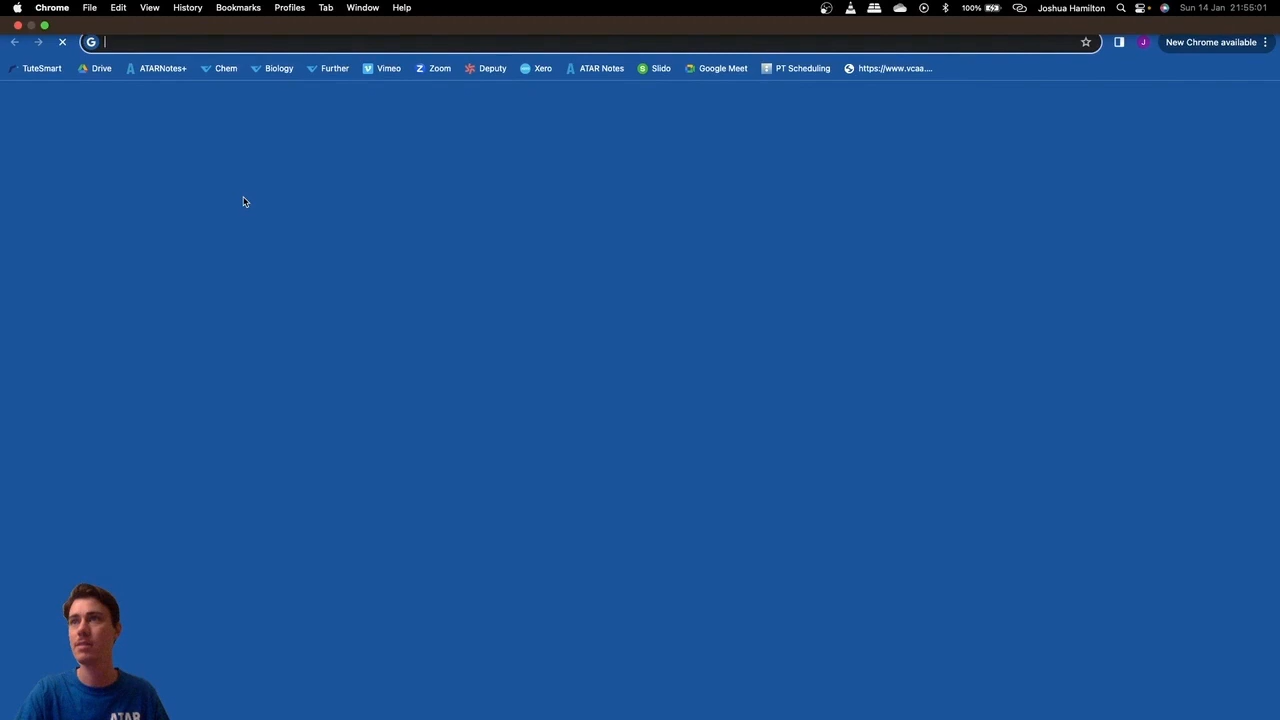 Chrome File Edit View History Bookmarks Profiles Tab Window Help 100% Joshua Hamilton Sun 14 Jan 21:55:01
G J New Chrome available
TuteSmart Drive ATARNotes+ Chem Biology Further Vimeo Zoom Deputy Xero ATAR Notes Slido Google Meet PT Scheduling https://www.vcaa....
ATAR